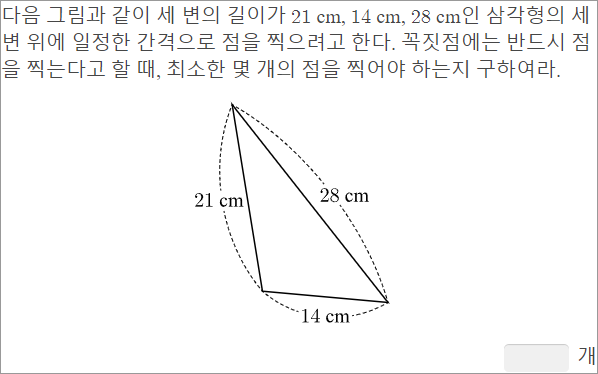 다음 그림과 같이 세 변의 길이가 21 cm, 14 cm, 28 cm인 삼각형의 세
변 위에 일정한 간격으로 점을 찍으려고 한다. 꼭짓점에는 반드시 점
을 찍는다고 할 때, 최소한 몇 개의 점을 찍어야 하는지 구하여라.
21 cm
28 cm
14 cm
개